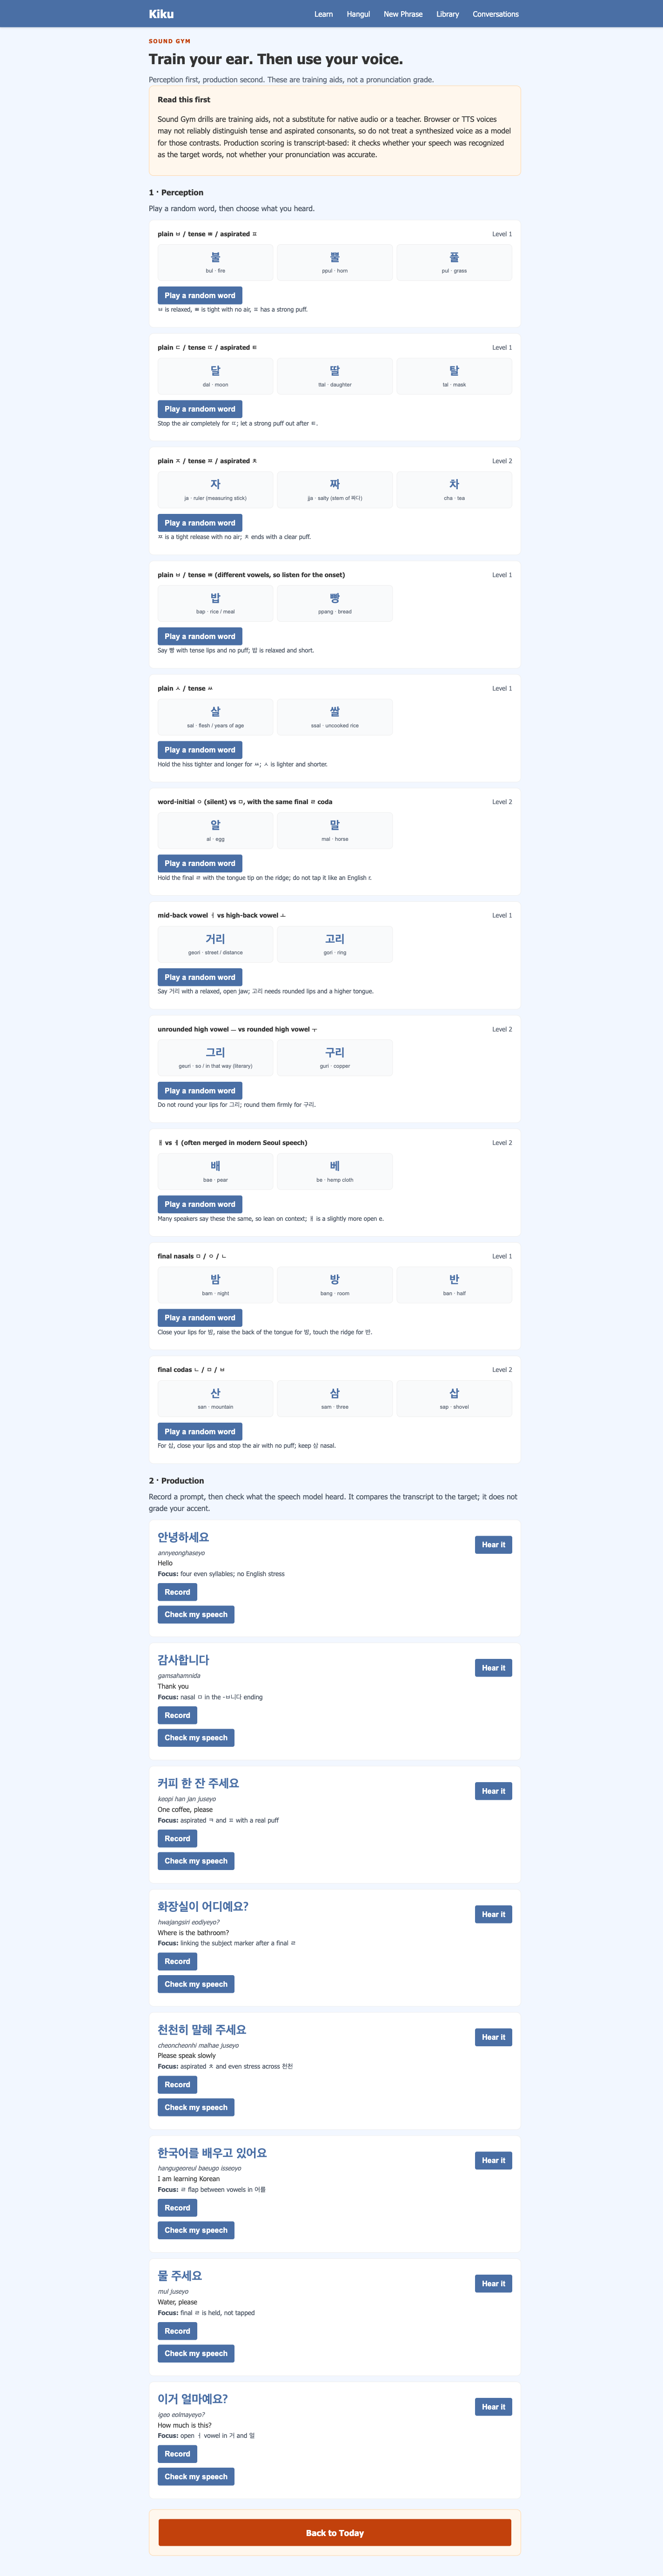 Kiku
Learn
Hangul
New Phrase
Library
Conversations
SOUND GYM
Train your ear. Then use your voice.
Perception first, production second. These are training aids, not a pronunciation grade.
Read this first
Sound Gym drills are training aids, not a substitute for native audio or a teacher. Browser or TTS voices
may not reliably distinguish tense and aspirated consonants, so do not treat a synthesized voice as a model
for those contrasts. Production scoring is transcript-based: it checks whether your speech was recognized
as the target words, not whether your pronunciation was accurate.
1 · Perception
Play a random word, then choose what you heard.
plain ㅂ / tense ㅃ / aspirated ㅍ
Level 1
불
bul · fire
뿔
ppul · horn
풀
pul · grass
Play a random word
ㅂ is relaxed, ㅃ is tight with no air, ㅍ has a strong puff.
plain ㄷ / tense ㄸ / aspirated ㅌ
Level 1
달
dal · moon
딸
ttal · daughter
탈
tal · mask
Play a random word
Stop the air completely for ㄸ; let a strong puff out after ㅌ.
plain ㅈ / tense ㅉ / aspirated ㅊ
Level 2
자
ja · ruler (measuring stick)
짜
jja · salty (stem of 짜다)
차
cha · tea
Play a random word
ㅉ is a tight release with no air; ㅊ ends with a clear puff.
plain ㅂ / tense ㅃ (different vowels, so listen for the onset)
Level 1
밥
bap · rice / meal
빵
ppang · bread
Play a random word
Say 빵 with tense lips and no puff; 밥 is relaxed and short.
plain ㅅ / tense ㅆ
Level 1
살
sal · flesh / years of age
쌀
ssal · uncooked rice
Play a random word
Hold the hiss tighter and longer for ㅆ; ㅅ is lighter and shorter.
word-initial ㅇ (silent) vs ㅁ, with the same final ㄹ coda
Level 2
알
al · egg
말
mal · horse
Play a random word
Hold the final ㄹ with the tongue tip on the ridge; do not tap it like an English r.
mid-back vowel ㅓ vs high-back vowel ㅗ
Level 1
거리
geori · street / distance
고리
gori · ring
Play a random word
Say 거리 with a relaxed, open jaw; 고리 needs rounded lips and a higher tongue.
unrounded high vowel ㅡ vs rounded high vowel ㅜ
Level 2
그리
geuri · so / in that way (literary)
구리
guri · copper
Play a random word
Do not round your lips for 그리; round them firmly for 구리.
ㅐ vs ㅔ (often merged in modern Seoul speech)
Level 2
배
bae · pear
베
be · hemp cloth
Play a random word
Many speakers say these the same, so lean on context; ㅐ is a slightly more open e.
final nasals ㅁ / ㅇ / ㄴ
Level 1
밤
bam · night
방
bang · room
반
ban · half
Play a random word
Close your lips for 밤, raise the back of the tongue for 방, touch the ridge for 반.
final codas ㄴ / ㅁ / ㅂ
Level 2
산
san · mountain
삼
sam · three
삽
sap · shovel
Play a random word
For 삽, close your lips and stop the air with no puff; keep 삼 nasal.
2 · Production
Record a prompt, then check what the speech model heard. It compares the transcript to the target; it does not
grade your accent.
안녕하세요
Hear it
annyeonghaseyo
Hello
Focus: four even syllables; no English stress
Record
Check my speech
감사합니다
Hear it
gamsahamnida
Thank you
Focus: nasal ㅁ in the -ㅂ니다 ending
Record
Check my speech
커피 한 잔 주세요
Hear it
keopi han jan juseyo
One coffee, please
Focus: aspirated ㅋ and ㅍ with a real puff
Record
Check my speech
화장실이 어디예요?
Hear it
hwajangsiri eodiyeyo?
Where is the bathroom?
Focus: linking the subject marker after a final ㄹ
Record
Check my speech
천천히 말해 주세요
Hear it
cheoncheonhi malhae juseyo
Please speak slowly
Focus: aspirated ㅊ and even stress across 천천
Record
Check my speech
한국어를 배우고 있어요
Hear it
hangugeoreul baeugo isseoyo
I am learning Korean
Focus: ㄹ flap between vowels in 어를
Record
Check my speech
물 주세요
Hear it
mul juseyo
Water, please
Focus: final ㄹ is held, not tapped
Record
Check my speech
이거 얼마예요?
Hear it
igeo eolmayeyo?
How much is this?
Focus: open ㅓ vowel in 거 and 얼
Record
Check my speech
Back to Today